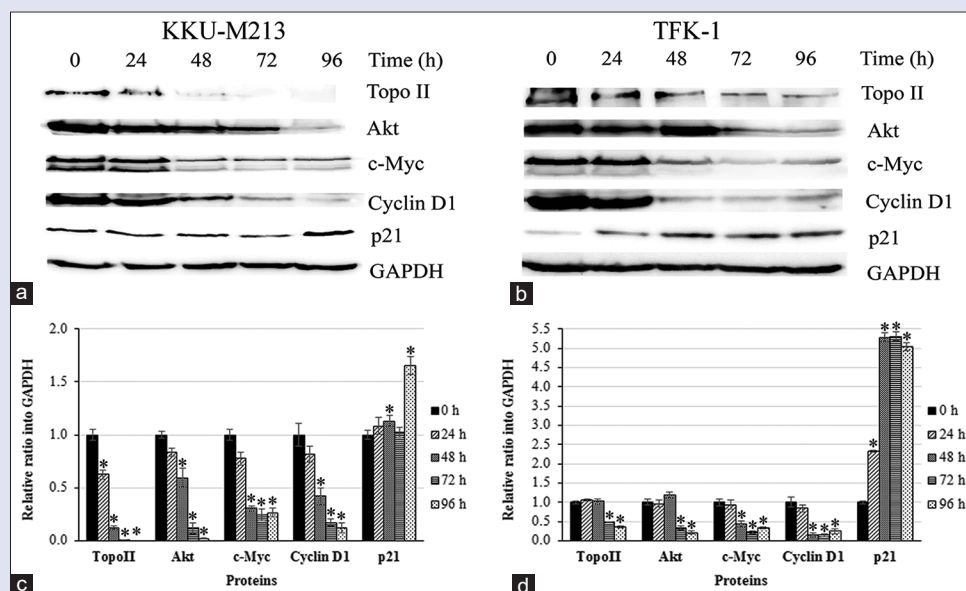 KKU-M213
0 24 48 72 96 Time (h)
Topo II
Akt
c-Myc
Cyclin D1
p21
GAPDH
a
TFK-1
0 24 48 72 96 Time (h)
Topo II
Akt
c-Myc
Cyclin D1
p21
GAPDH
b
Relative ratio into GAPDH
2.0
1.5
1.0
0.5
0.0
* * * * * * * * * * * * * * *
TopoII Akt c-Myc Cyclin D1 p21
Proteins
0 h
24 h
48 h
72 h
96 h
c
Relative ratio into GAPDH
5.5
5.0
4.5
4.0
3.5
3.0
2.5
2.0
1.5
1.0
0.5
0.0
* * * * * * * * * * * * * *
TopoII Akt c-Myc Cyclin D1 p21
Proteins
0 h
24 h
48 h
72 h
96 h
d